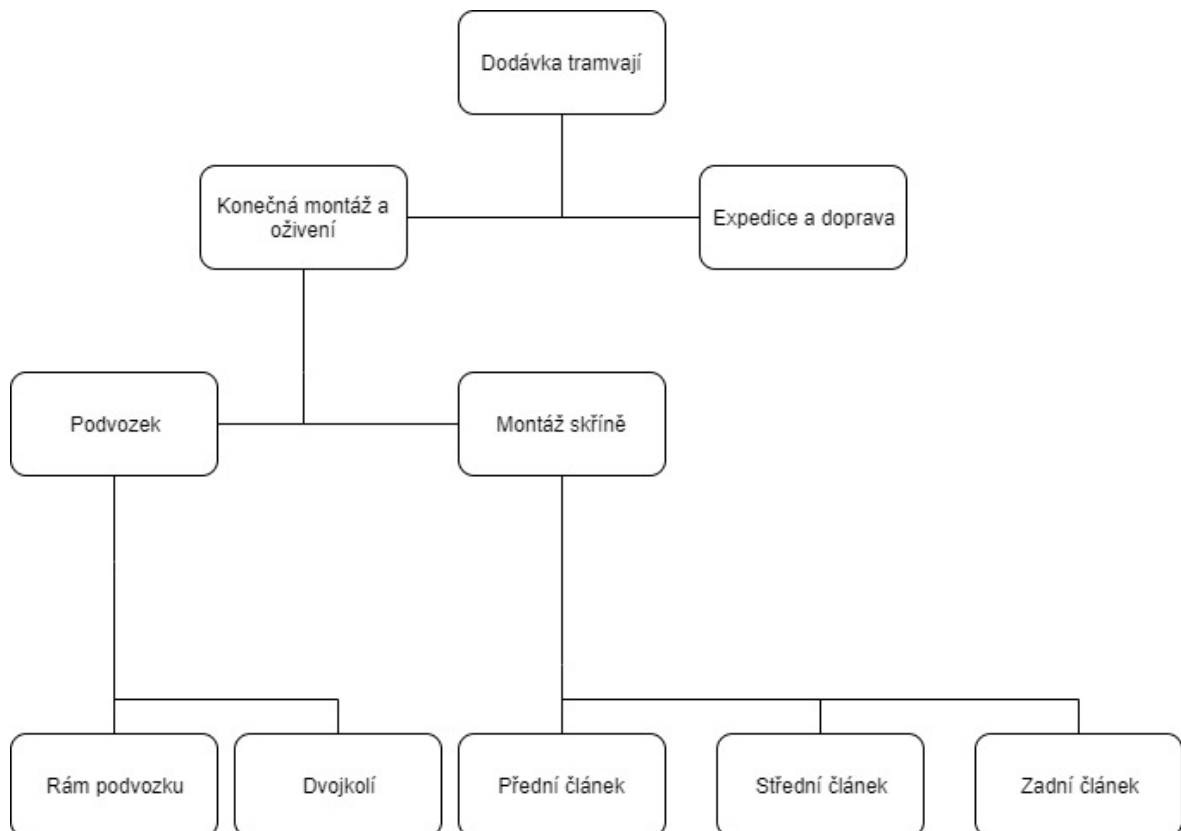 Dodávka tramvají
Konečná montáž a
oživení
Expedice a doprava
Podvozek
Montáž skříně
Rám podvozku
Dvojkolí
Přední článek
Střední článek
Zadní článek